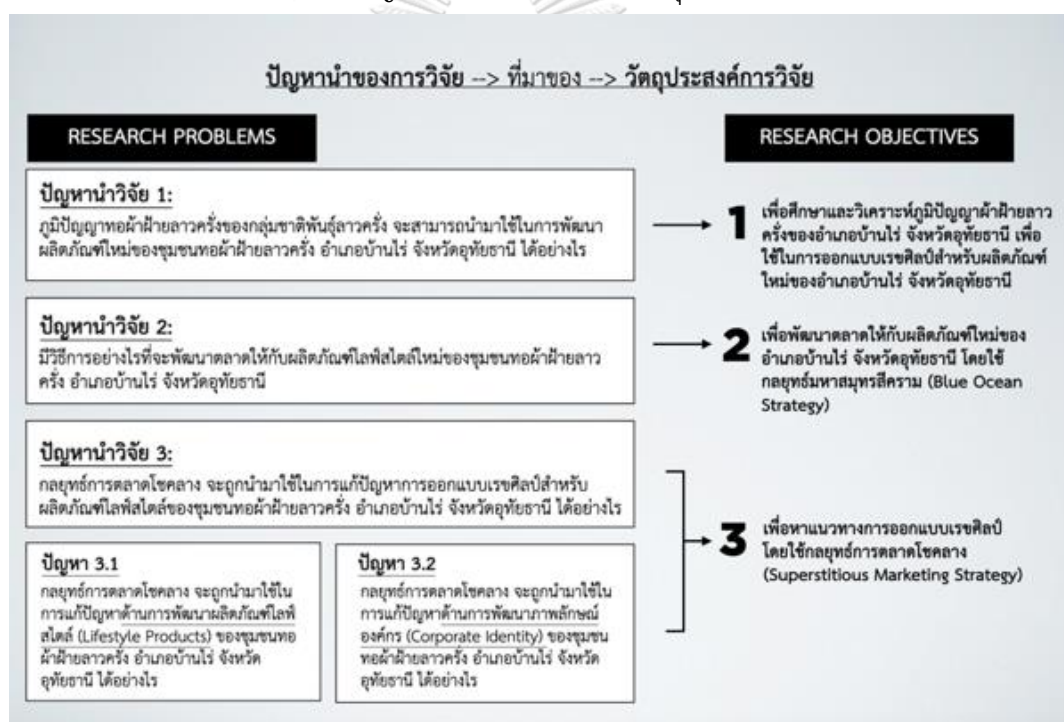 ปัญหานำของการวิจัย --> ที่มาของ --> วัตถุประสงค์การวิจัย
RESEARCH PROBLEMS
ปัญหานำวิจัย 1:
ภูมิปัญญาทอผ้าฝ้ายลาวครั่งของกลุ่มชาติพันธุ์ลาวครั่ง จะสามารถนำมาใช้ในการพัฒนา
ผลิตภัณฑ์ใหม่ของชุมชนทอผ้าฝ้ายลาวครั่ง อำเภอบ้านไร่ จังหวัดอุทัยธานี ได้อย่างไร
ปัญหานำวิจัย 2:
มีวิธีการอย่างไรที่จะพัฒนาตลาดให้กับผลิตภัณฑ์ไลฟ์สไตล์ใหม่ของชุมชนทอผ้าฝ้ายลาว
ครั่ง อำเภอบ้านไร่ จังหวัดอุทัยธานี
ปัญหานำวิจัย 3:
กลยุทธ์การตลาดโชคลาง จะถูกนำมาใช้ในการแก้ปัญหาการออกแบบเรขศิลป์สำหรับ
ผลิตภัณฑ์ไลฟ์สไตล์ของชุมชนทอผ้าฝ้ายลาวครั่ง อำเภอบ้านไร่ จังหวัดอุทัยธานี ได้อย่างไร
ปัญหา 3.1
กลยุทธ์การตลาดโชคลาง จะถูกนำมาใช้ใน
การแก้ปัญหาด้านการพัฒนาผลิตภัณฑ์ไลฟ์
สไตล์ (Lifestyle Products) ของชุมชนทอ
ผ้าฝ้ายลาวครั่ง อำเภอบ้านไร่ จังหวัด
อุทัยธานี ได้อย่างไร
ปัญหา 3.2
กลยุทธ์การตลาดโชคลาง จะถูกนำมาใช้ใน
การแก้ปัญหาด้านการพัฒนาภาพลักษณ์
องค์กร (Corporate Identity) ของชุมชน
ทอผ้าฝ้ายลาวครั่ง อำเภอบ้านไร่ จังหวัด
อุทัยธานี ได้อย่างไร
RESEARCH OBJECTIVES
1
เพื่อศึกษาและวิเคราะห์ภูมิปัญญาผ้าฝ้ายลาว
ครั่งของอำเภอบ้านไร่ จังหวัดอุทัยธานี เพื่อ
ใช้ในการออกแบบเรขศิลป์สำหรับผลิตภัณฑ์
ใหม่ของอำเภอบ้านไร่ จังหวัดอุทัยธานี
2
เพื่อพัฒนาตลาดให้กับผลิตภัณฑ์ใหม่ของ
อำเภอบ้านไร่ จังหวัดอุทัยธานี โดยใช้
กลยุทธ์มหาสมุทรสีคราม (Blue Ocean
Strategy)
3
เพื่อหาแนวทางการออกแบบเรขศิลป์
โดยใช้กลยุทธ์การตลาดโชคลาง
(Superstitious Marketing Strategy)